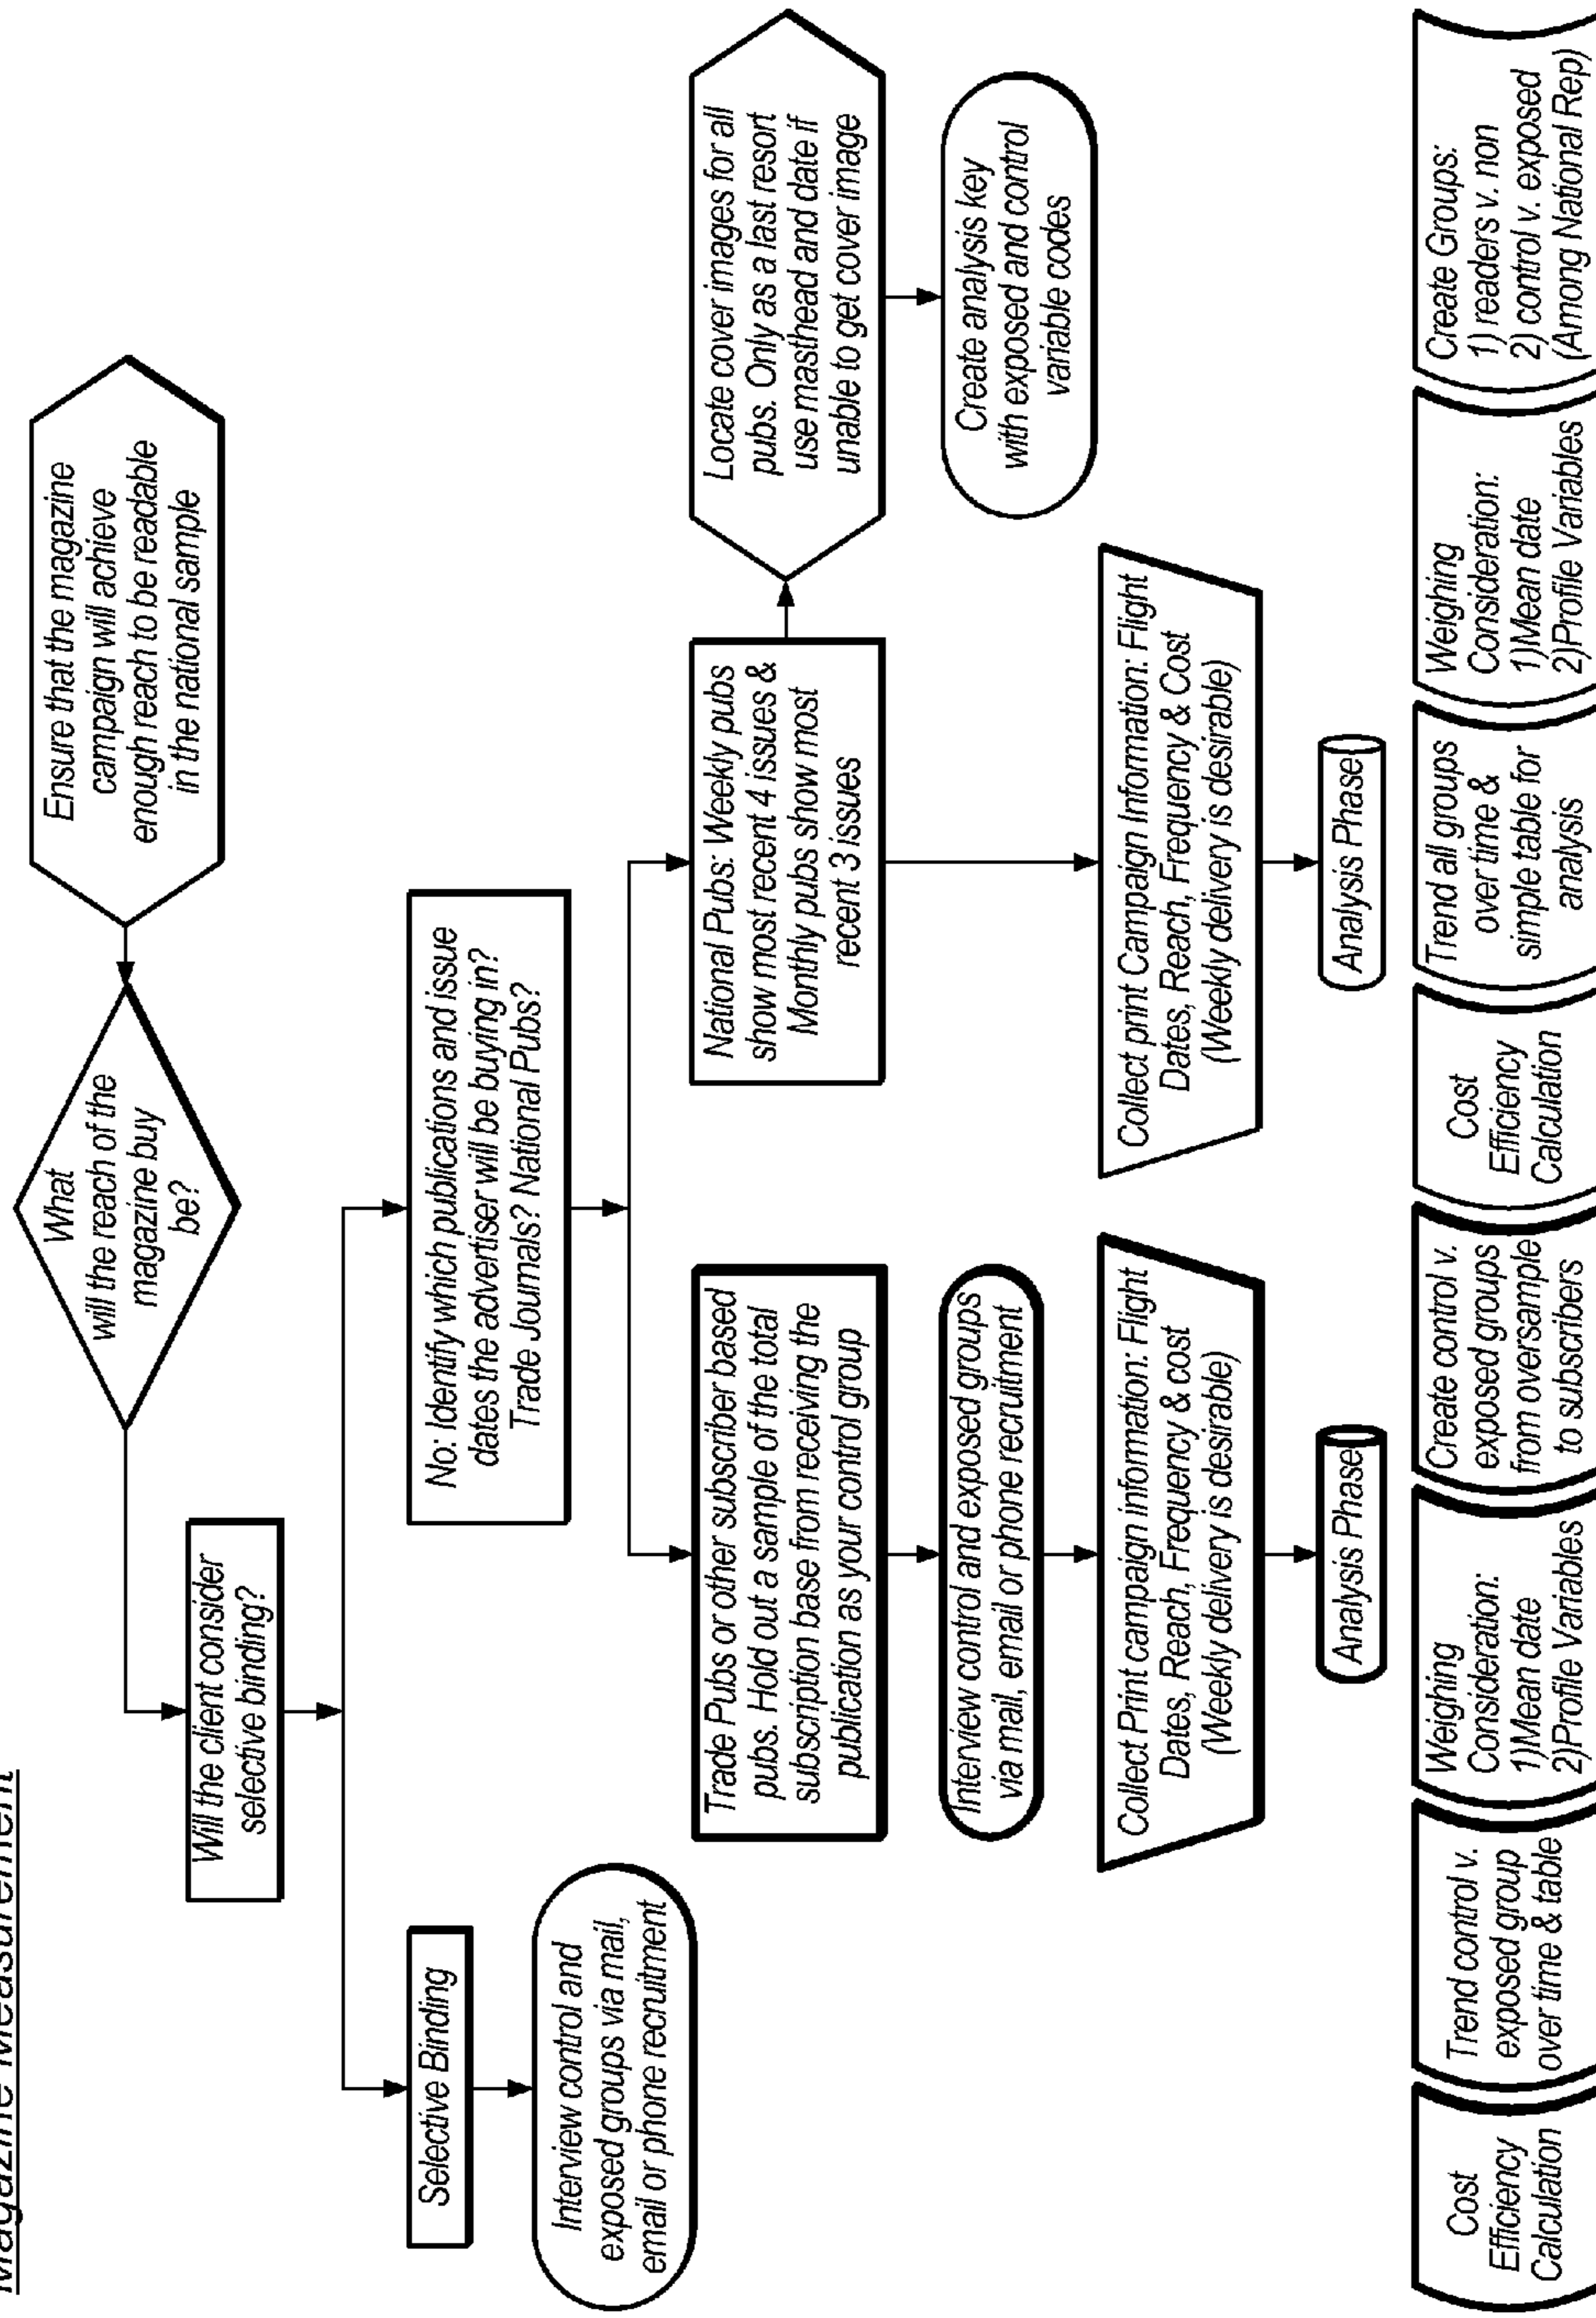 Magazine Measurement
Ensure that the magazine
campaign will achieve
enough reach to be readable
in the national sample
What
will the reach of the
magazine buy
be?
Will the client consider
selective binding?
Selective Binding
Interview control and
exposed groups via mail,
email or phone recruitment
No: Identify which publications and issue
dates the advertiser will be buying in?
Trade Journals? National Pubs?
Trade Pubs or other subscriber based
pubs. Hold out a sample of the total
subscription base from receiving the
publication as your control group
Interview control and exposed groups
via mail, email or phone recruitment
Collect Print campaign information: Flight
Dates, Reach, Frequency & cost
(Weekly delivery is desirable)
Analysis Phase
National Pubs: Weekly pubs
show most recent 4 issues &
Monthly pubs show most
recent 3 issues
Locate cover images for all
pubs. Only as a last resort
use masthead and date if
unable to get cover image
Create analysis key
with exposed and control
variable codes
Collect print Campaign Information: Flight
Dates, Reach, Frequency & Cost
(Weekly delivery is desirable)
Analysis Phase
Cost
Efficiency
Calculation
Trend control v.
exposed group
over time & table
Weighing
Consideration:
1)Mean date
2)Profile Variables
Create control v.
exposed groups
from oversample
to subscribers
Cost
Efficiency
Calculation
Trend all groups
over time &
simple table for
analysis
Weighing
Consideration:
1)Mean date
2)Profile Variables
Create Groups:
1) readers v. non
2) control v. exposed
(Among National Rep)